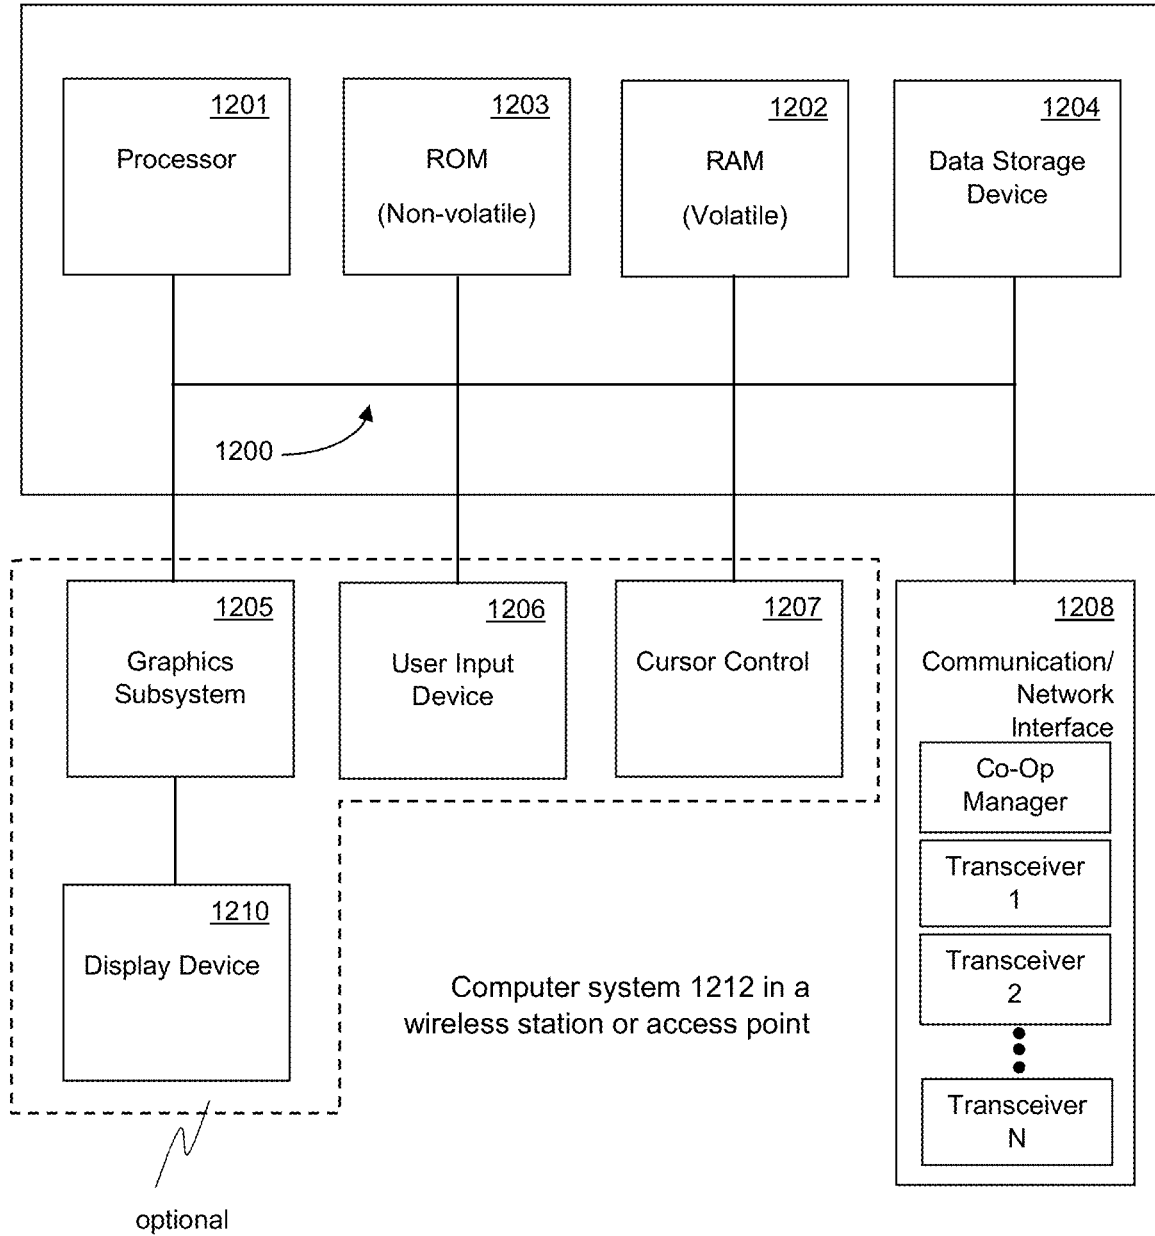 1201
Processor
1203
ROM
(Non-volatile)
1202
RAM
(Volatile)
1204
Data Storage
Device
1200
1205
Graphics
Subsystem
1206
User Input
Device
1207
Cursor Control
1208
Communication/
Network
Interface
Co-Op
Manager
Transceiver
1
Transceiver
2
Transceiver
N
1210
Display Device
Computer system 1212 in a
wireless station or access point
optional